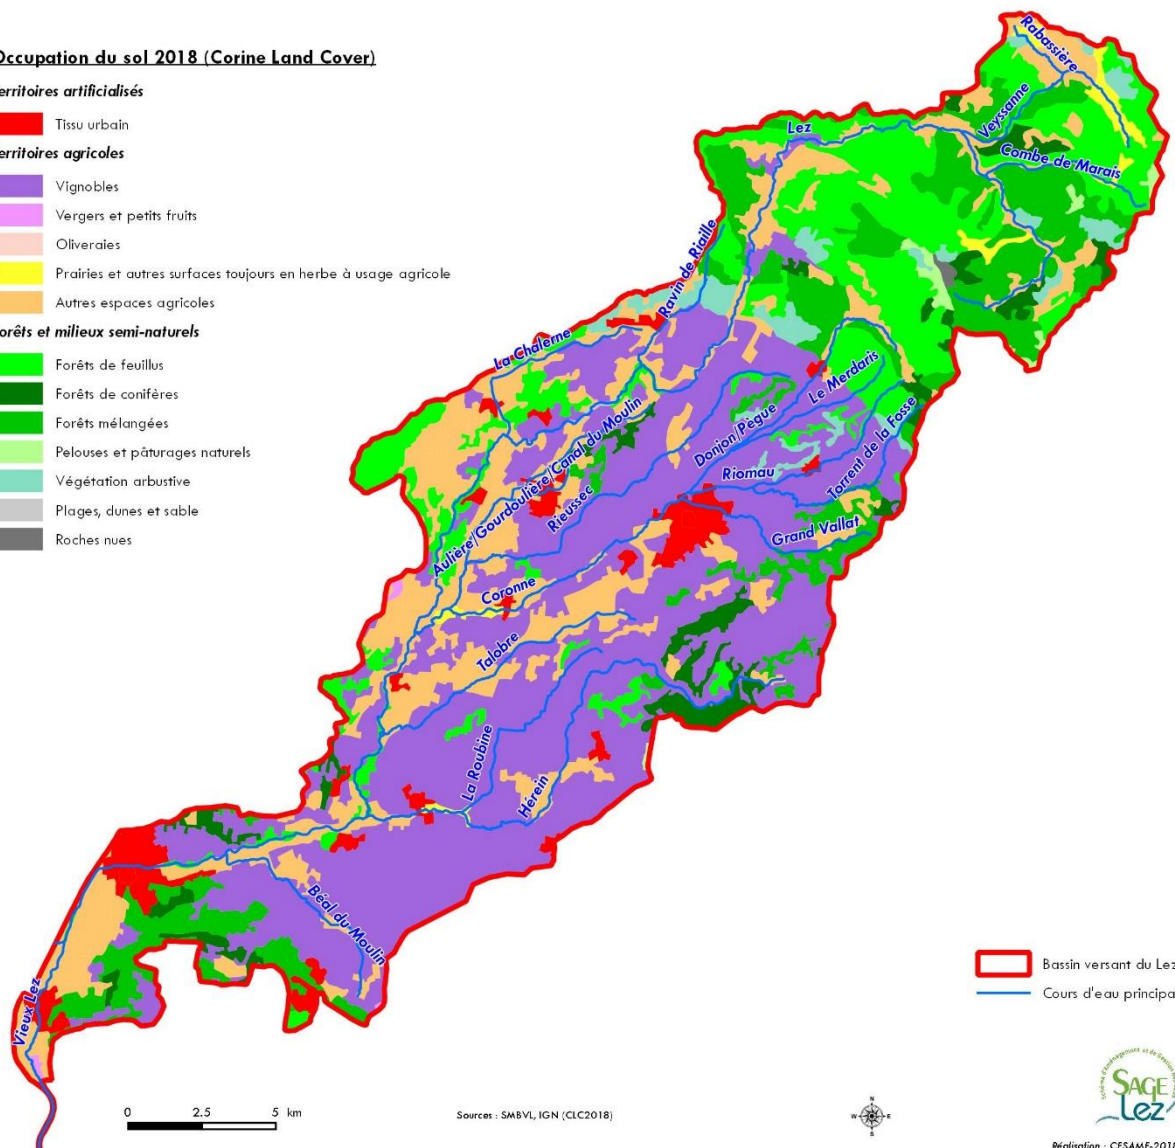 Occupation du sol 2018 (Corine Land Cover)
erritoires artificialisés
Tissu urbain
erritoires agricoles
Vignobles
Vergers et petits fruits
Oliveraies
Prairies et autres surfaces toujours en herbe à usage agricole
Autres espaces agricoles
orêts et milieux semi-naturels
Forêts de feuillus
Forêts de conifères
Forêts mélangées
Pelouses et pâturages naturels
Végétation arbustive
Plages, dunes et sable
Roches nues
Rabassière
Veyssanne
Lez
Combe de Marais
Ravin de Riaille
La Chalerne
Le Merdaris
Donjon/Pègue
Aulière/Gourdoulière/Canal du Moulin
Rieussec
Riomau
Torrent de la Fosse
Grand Vallat
Coronne
Talobre
La Roubine
Hérein
Béal du Moulin
Vieux Lez
Bassin versant du Lez
Cours d'eau principa
0 2.5 5 km
Sources : SMBVL, IGN (CLC2018)
N
W E
S
SAGE
Lez
Réalisation : CESAME-2018